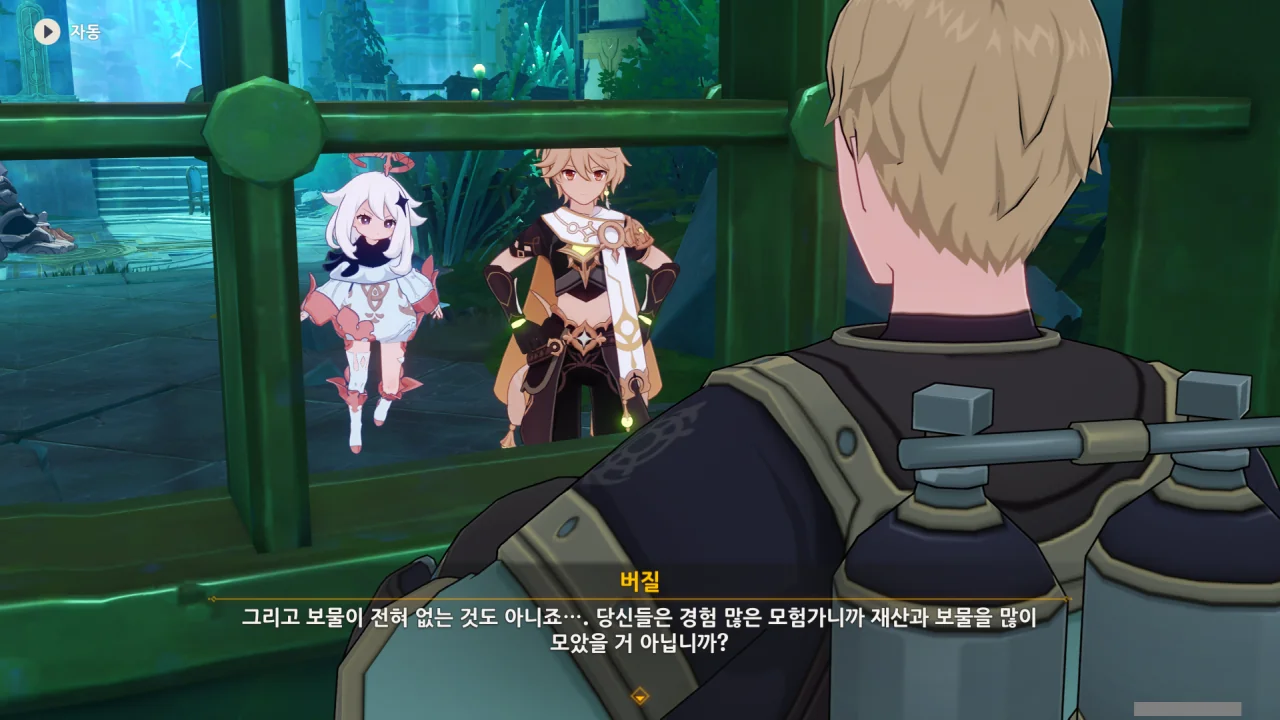 자동
버질
그리고 보물이 전혀 없는 것도 아니죠…. 당신들은 경험 많은 모험가니까 재산과 보물을 많이
모았을 거 아닙니까?